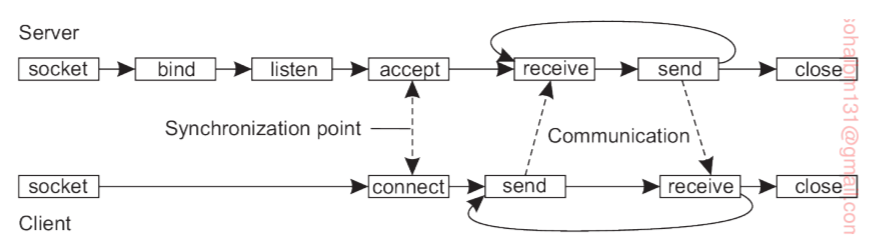 Server
socket bind listen accept receive send close
Synchronization point Communication
socket connect send receive close
Client